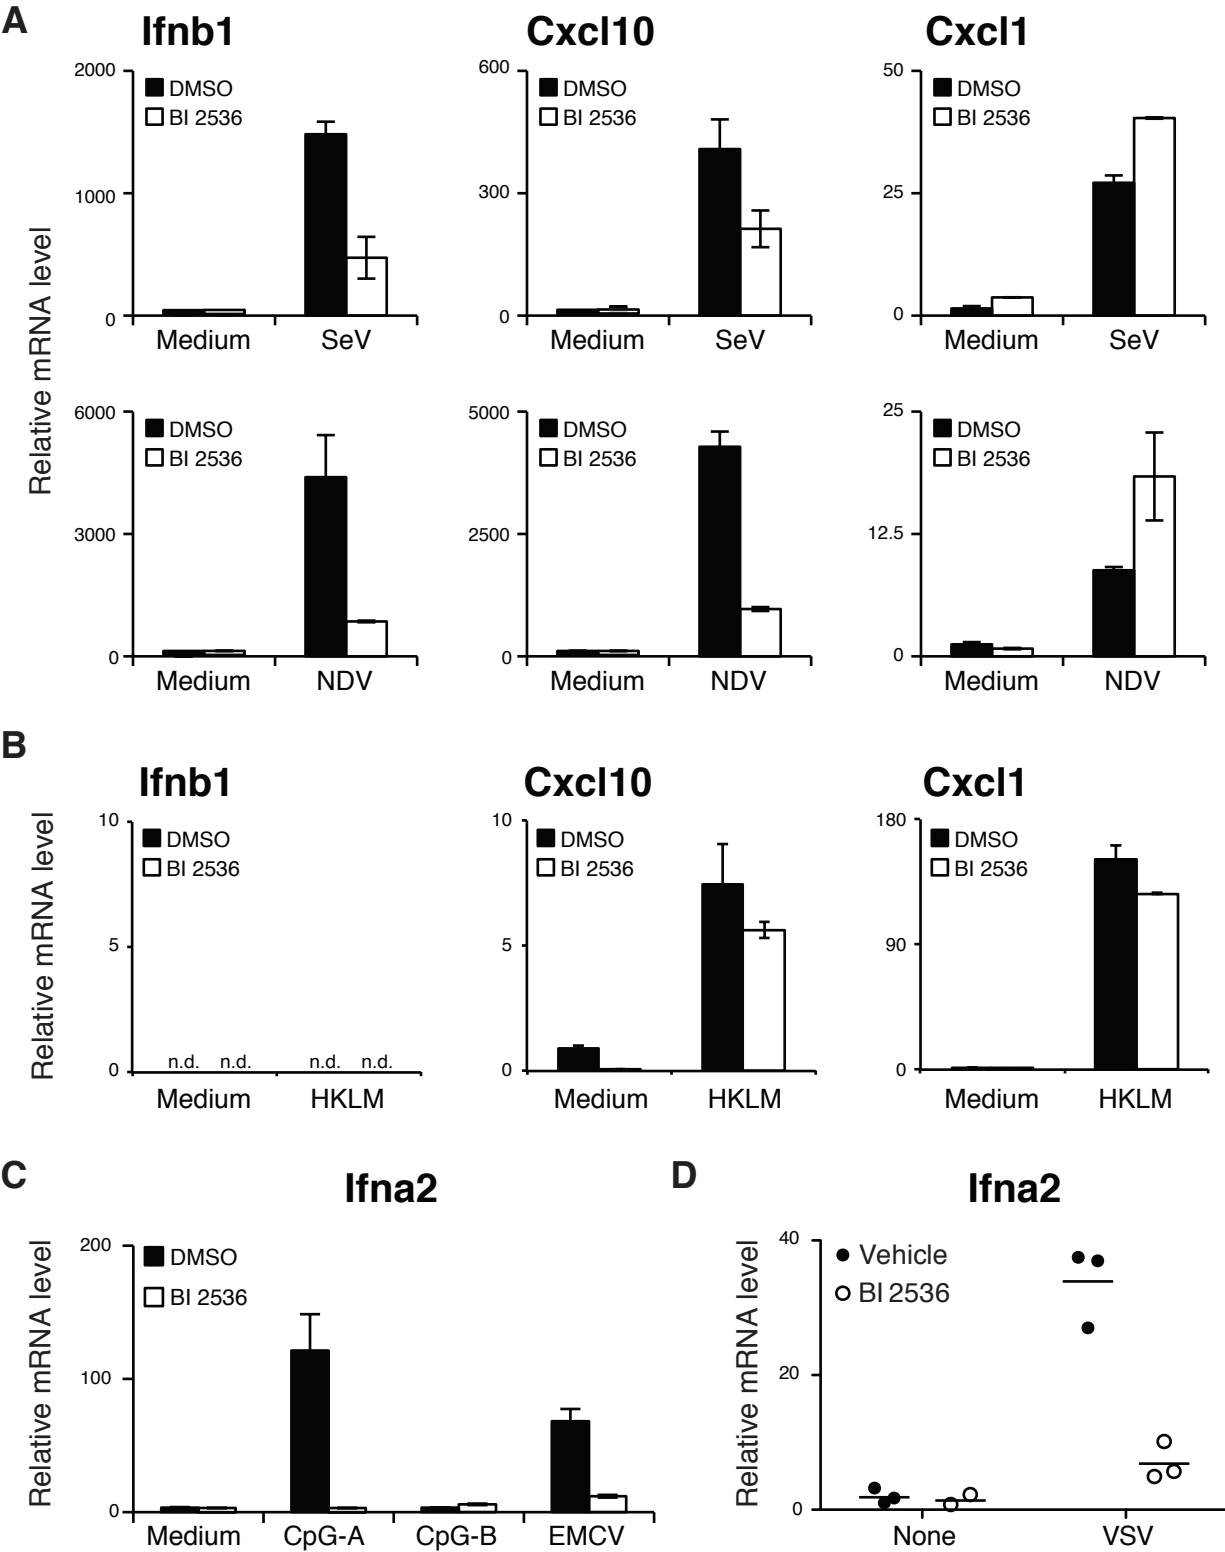 A
Ifnb1
Cxcl10
Cxcl1
Relative mRNA level
2000
1000
0
DMSO
BI 2536
Medium
SeV
600
300
0
DMSO
BI 2536
Medium
SeV
50
25
0
DMSO
BI 2536
Medium
SeV
6000
3000
0
DMSO
BI 2536
Medium
NDV
5000
2500
0
DMSO
BI 2536
Medium
NDV
25
12.5
0
DMSO
BI 2536
Medium
NDV
B
Ifnb1
Cxcl10
Cxcl1
Relative mRNA level
10
5
0
DMSO
BI 2536
n.d. n.d. n.d. n.d.
Medium
HKLM
10
5
0
DMSO
BI 2536
Medium
HKLM
180
90
0
DMSO
BI 2536
Medium
HKLM
C
Ifna2
Relative mRNA level
200
100
0
DMSO
BI 2536
Medium
CpG-A
CpG-B
EMCV
D
Ifna2
Relative mRNA level
40
20
0
Vehicle
BI 2536
None
VSV